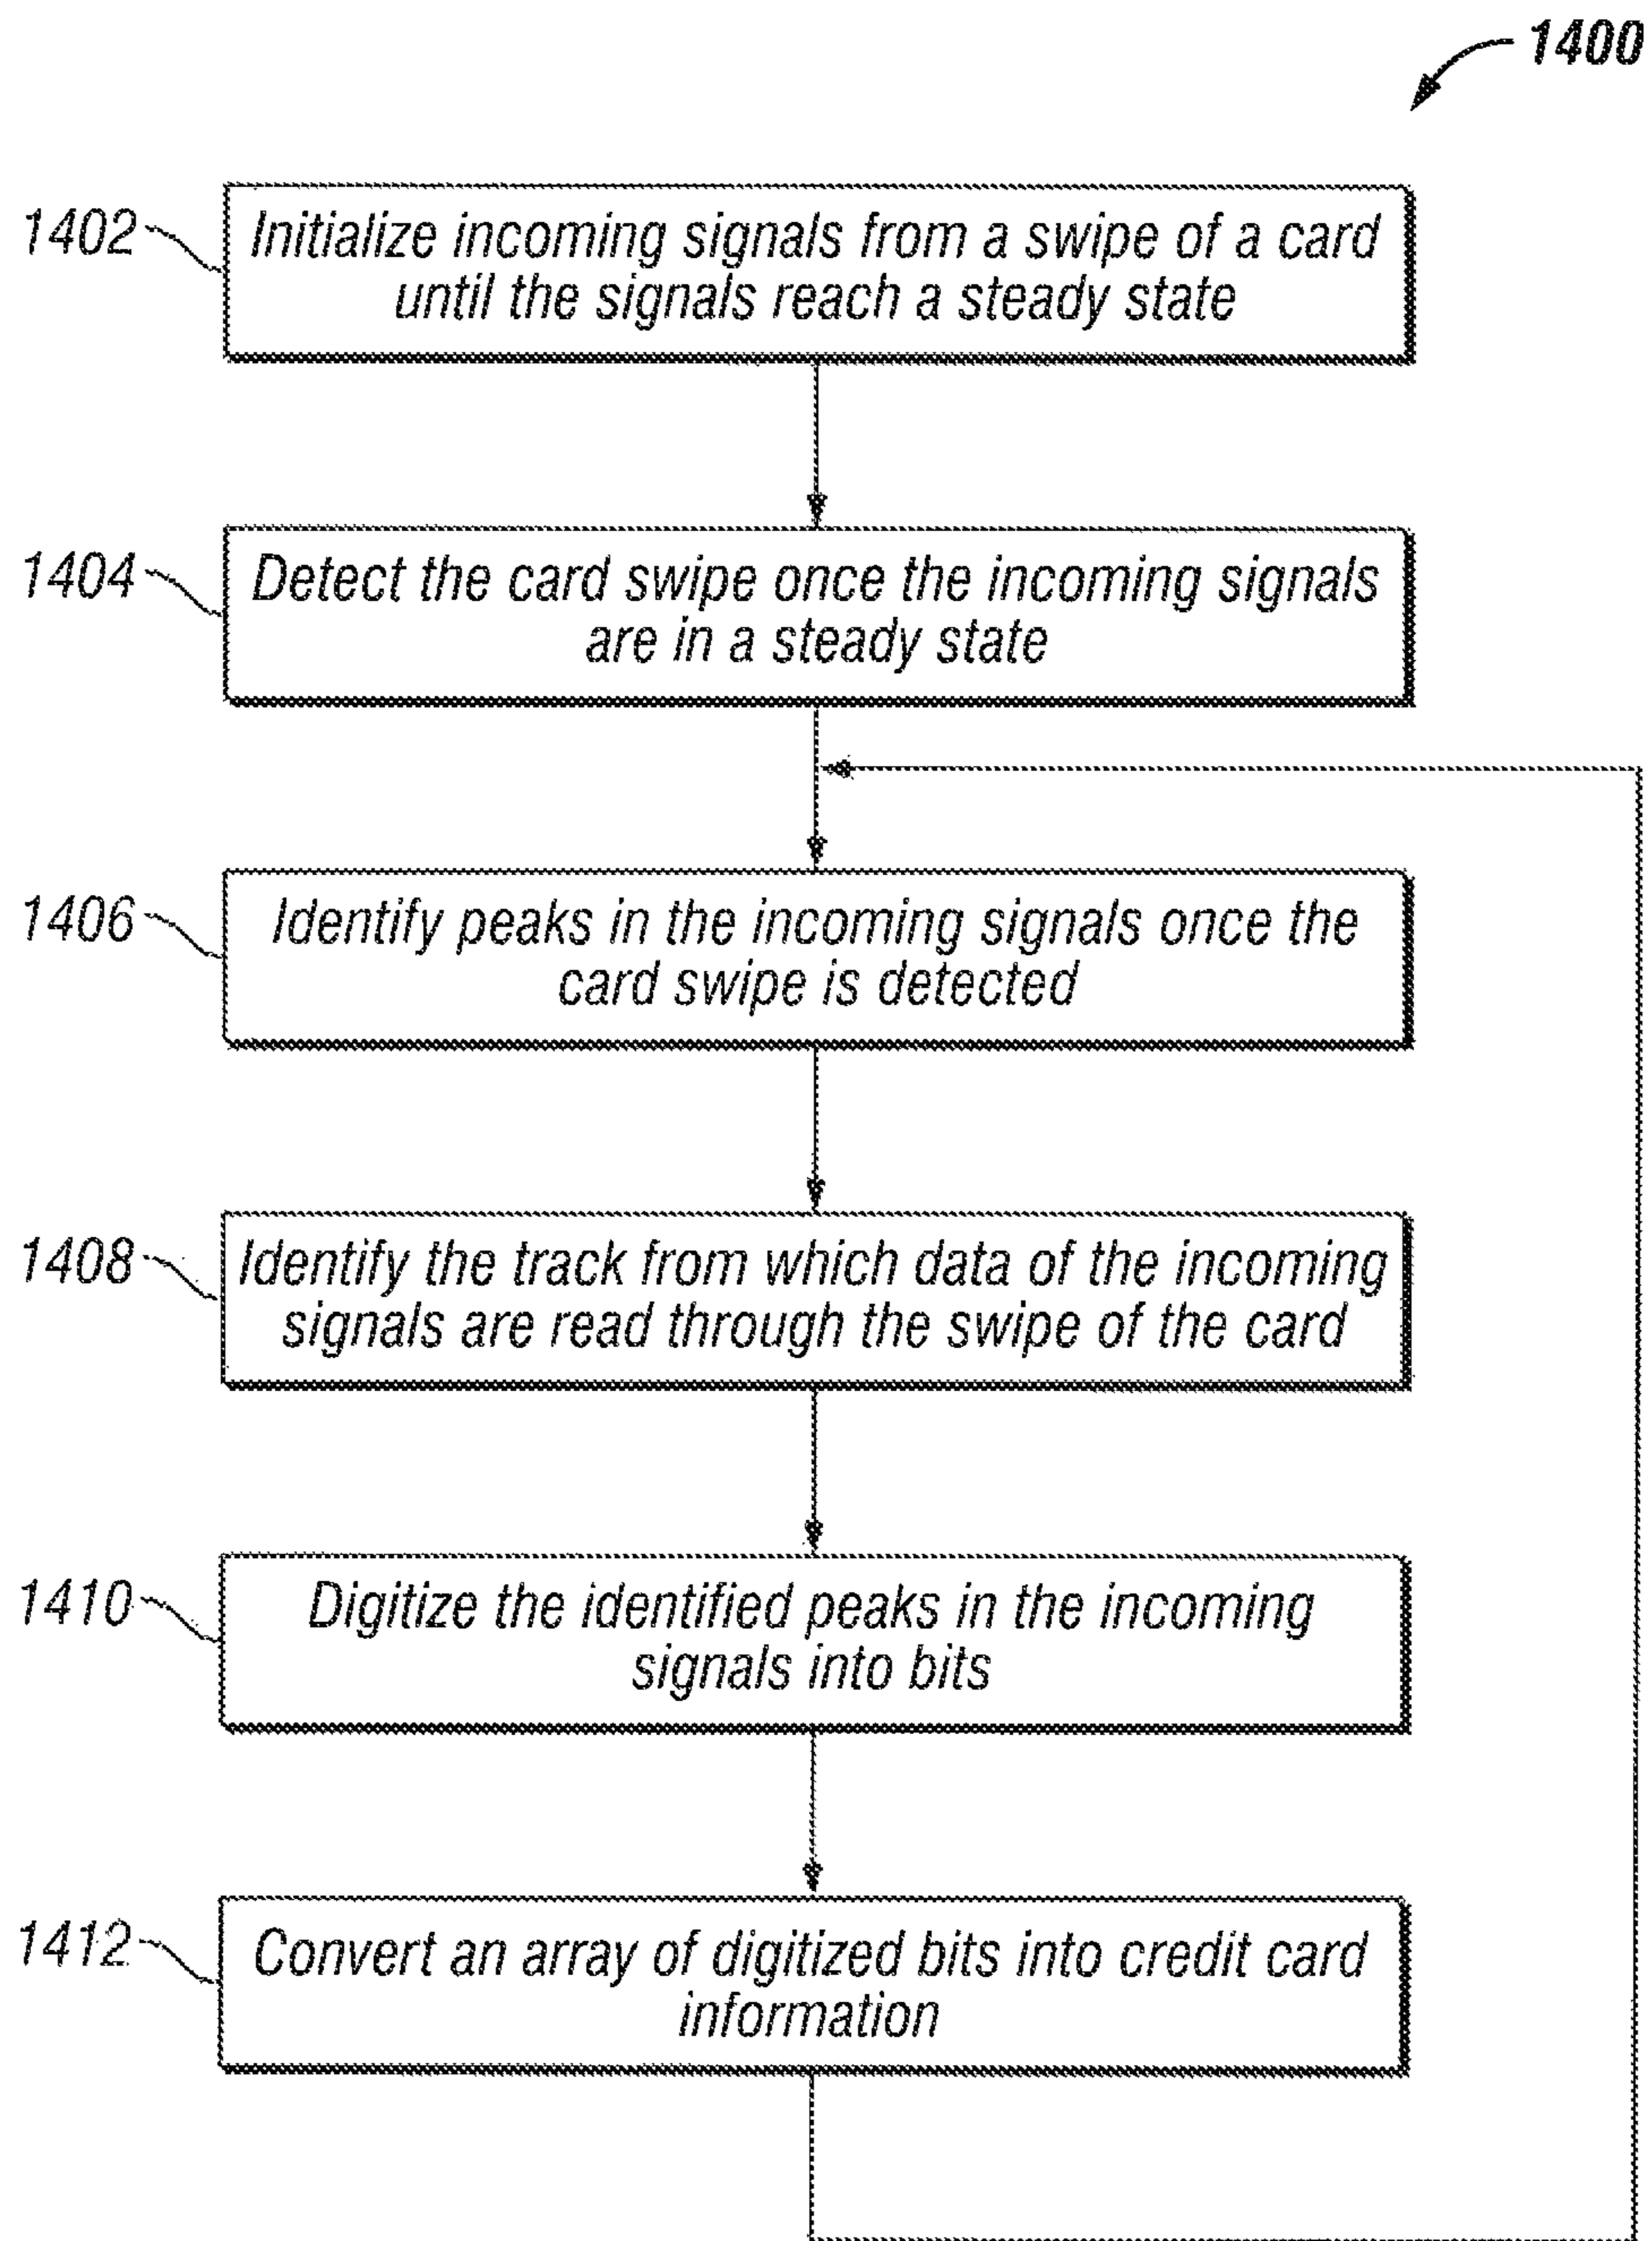 1400
1402
Initialize incoming signals from a swipe of a card
until the signals reach a steady state
1404
Detect the card swipe once the incoming signals
are in a steady state
1406
Identify peaks in the incoming signals once the
card swipe is detected
1408
Identify the track from which data of the incoming
signals are read through the swipe of the card
1410
Digitize the identified peaks in the incoming
signals into bits
1412
Convert an array of digitized bits into credit card
information